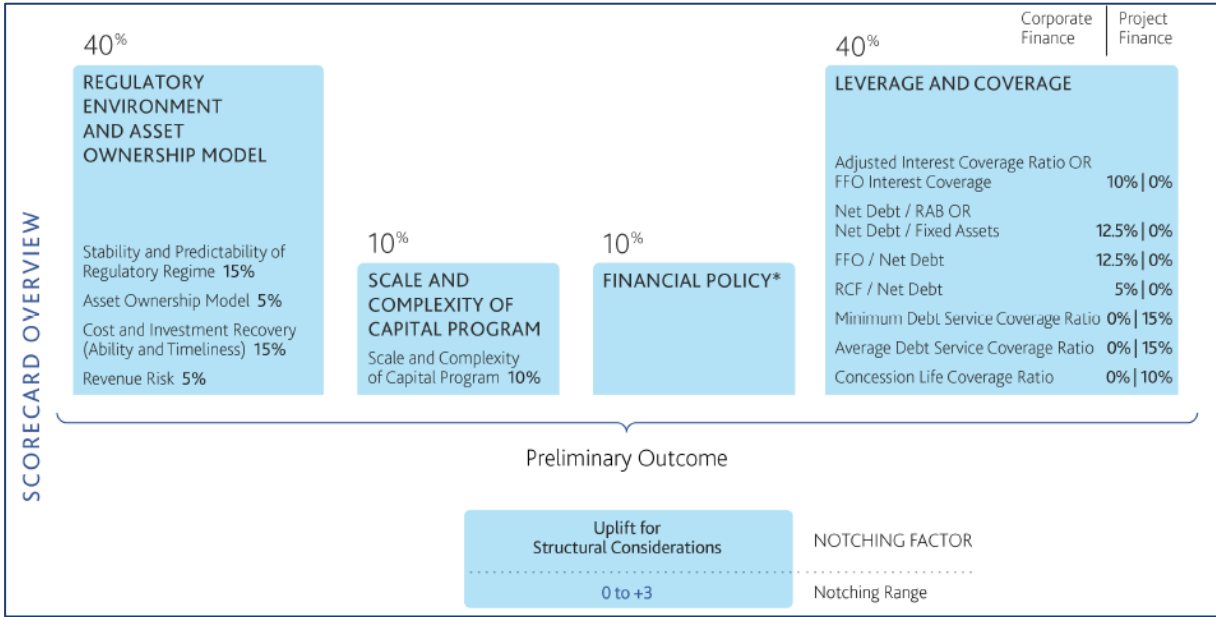 SCORECARD OVERVIEW
40%
REGULATORY
ENVIRONMENT
AND ASSET
OWNERSHIP MODEL
Stability and Predictability of
Regulatory Regime 15%
Asset Ownership Model 5%
Cost and Investment Recovery
(Ability and Timeliness) 15%
Revenue Risk 5%
10%
SCALE AND
COMPLEXITY OF
CAPITAL PROGRAM
Scale and Complexity
of Capital Program 10%
10%
FINANCIAL POLICY*
40%
Corporate
Finance
Project
Finance
LEVERAGE AND COVERAGE
Adjusted Interest Coverage Ratio OR
FFO Interest Coverage 10% | 0%
Net Debt / RAB OR
Net Debt / Fixed Assets 12.5% | 0%
FFO / Net Debt 12.5% | 0%
RCF / Net Debt 5% | 0%
Minimum Debt Service Coverage Ratio 0% | 15%
Average Debt Service Coverage Ratio 0% | 15%
Concession Life Coverage Ratio 0% | 10%
Preliminary Outcome
Uplift for
Structural Considerations
NOTCHING FACTOR
0 to +3
Notching Range